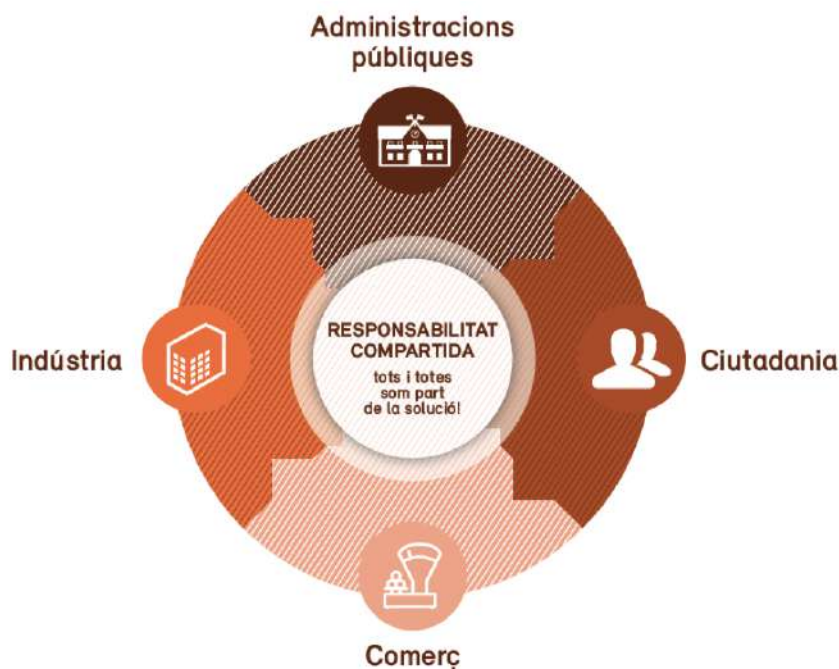 Administracions
públiques
Indústria
RESPONSABILITAT
COMPARTIDA
tots i totes
som part
de la solució!
Ciutadania
Comerç